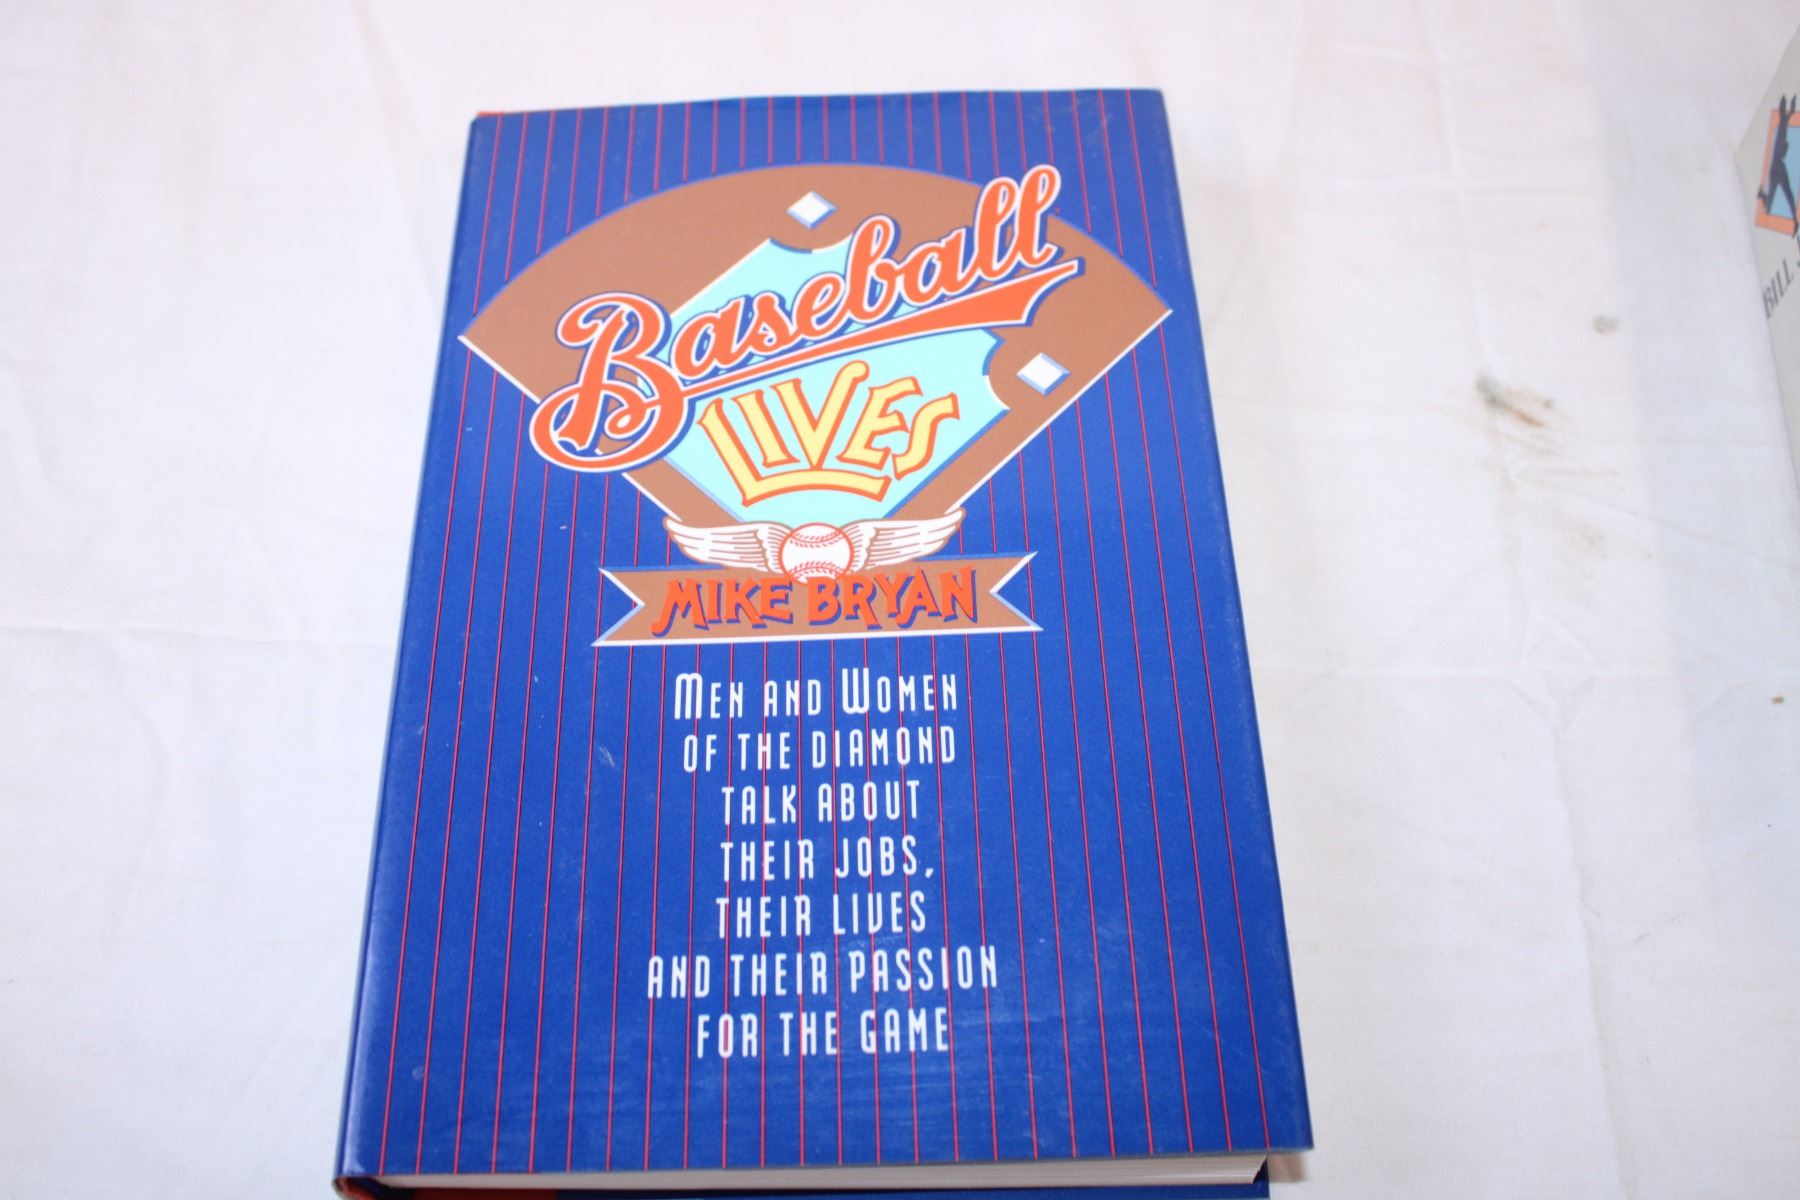 Baseball
LIVES
MIKE BRYAN
MEN AND WOMEN
OF THE DIAMOND
TALK ABOUT
THEIR JOBS,
THEIR LIVES
AND THEIR PASSION
FOR THE GAME
BILL